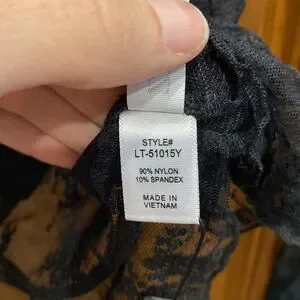 STYLE#
LT-51015Y
90% NYLON
10% SPANDEX
MADE IN
VIETNAM